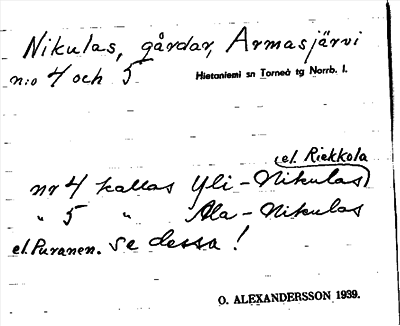 Nikulas, gårdar, Armasjärvi
n:o 4 och 5 Hietaniemi sn Torneå tg Norrb. l.
el. Riekkola
nr 4 kallas Yli-Nikulas
" 5 " Ala-Nikulas
el. Puranen. Se dessa!
O. ALEXANDERSSON 1939.